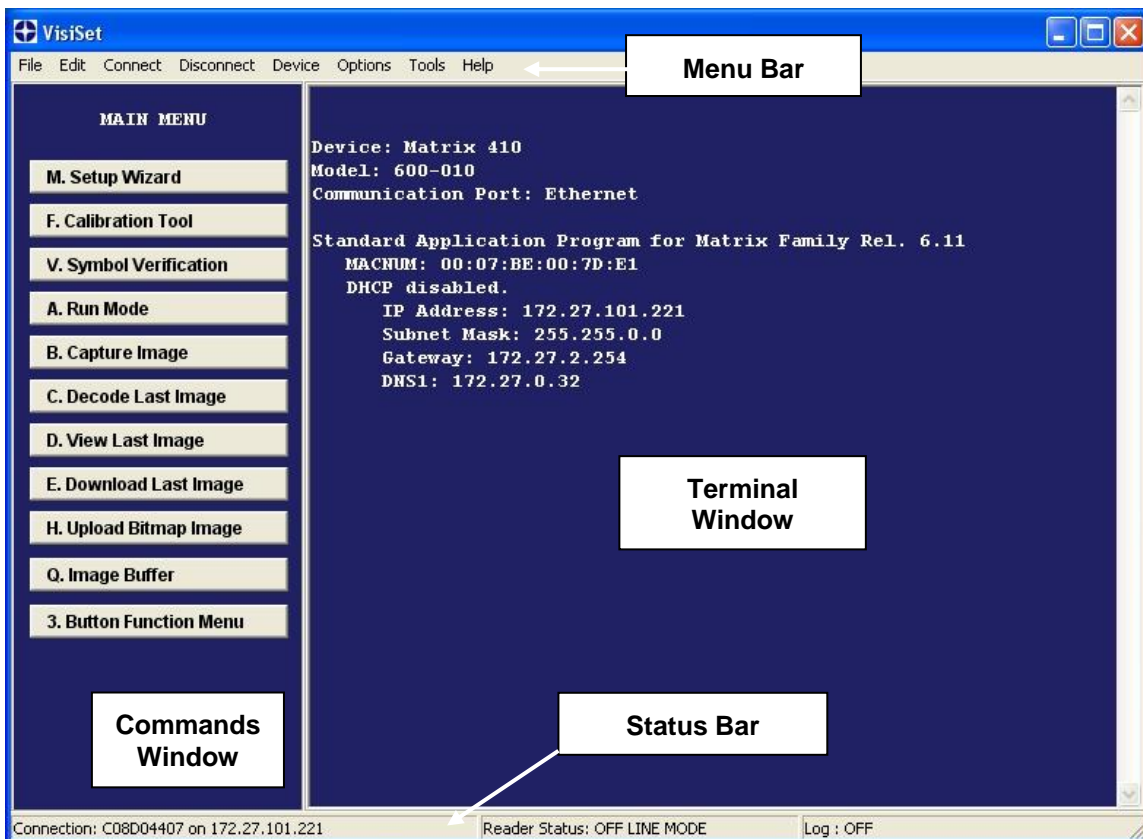 VisiSet
File Edit Connect Disconnect Device Options Tools Help
Menu Bar
MAIN MENU
M. Setup Wizard
F. Calibration Tool
V. Symbol Verification
A. Run Mode
B. Capture Image
C. Decode Last Image
D. View Last Image
E. Download Last Image
H. Upload Bitmap Image
Q. Image Buffer
3. Button Function Menu
Commands
Window
Device: Matrix 410
Model: 600-010
Communication Port: Ethernet
Standard Application Program for Matrix Family Rel. 6.11
MACNUM: 00:07:BE:00:7D:E1
DHCP disabled.
IP Address: 172.27.101.221
Subnet Mask: 255.255.0.0
Gateway: 172.27.2.254
DNS1: 172.27.0.32
Terminal
Window
Status Bar
Connection: C08D04407 on 172.27.101.221
Reader Status: OFF LINE MODE
Log : OFF